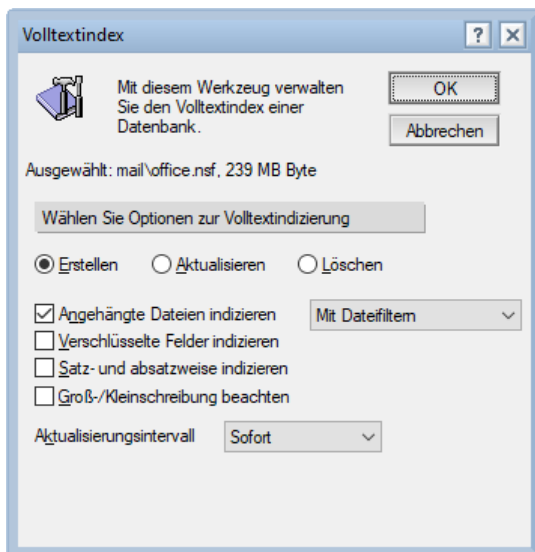 Volltextindex
Mit diesem Werkzeug verwalten
Sie den Volltextindex einer
Datenbank.
OK
Abbrechen
Ausgewählt: mail\office.nsf, 239 MB Byte
Wählen Sie Optionen zur Volltextindizierung
Erstellen Aktualisieren Löschen
Angehängte Dateien indizieren Mit Dateifiltern
Verschlüsselte Felder indizieren
Satz- und absatzweise indizieren
Groß-/Kleinschreibung beachten
Aktualisierungsintervall Sofort